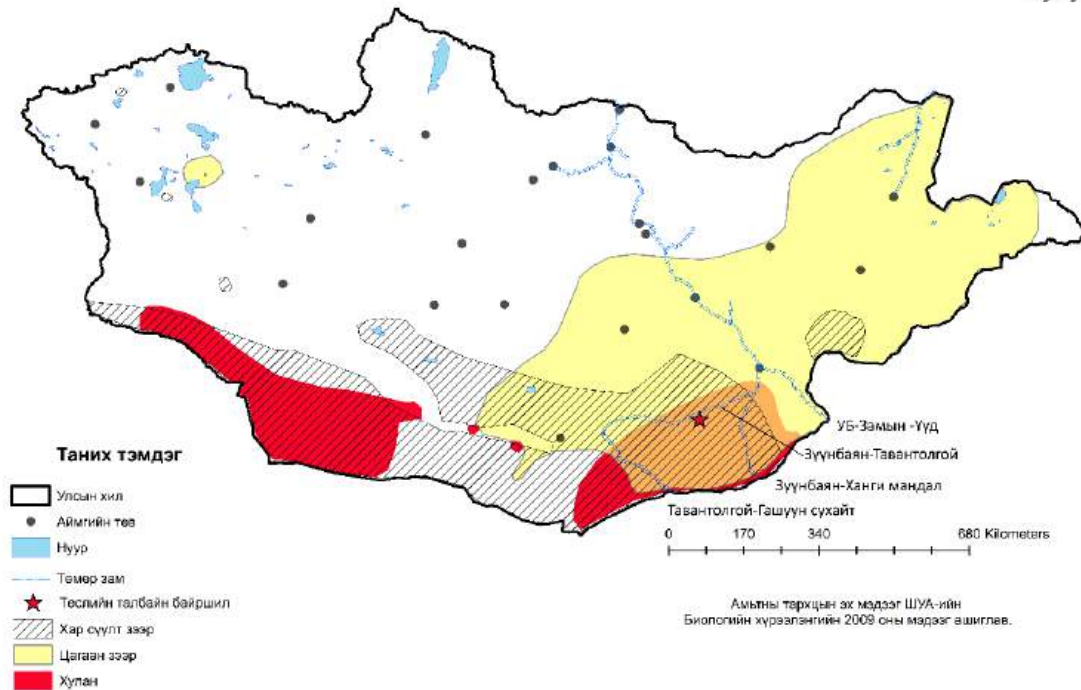 УБ-Замын -Үүд
Зүүнбаян-Тавантолгой
Зүүнбаян-Ханги мандал
Тавантолгой-Гашуун сухайт
0 170 340 680 Kilometers
Амьтны тархцын эх мэдээг ШУА-ийн
Биологийн хүрээлэнгийн 2009 оны мэдээг ашиглав.
Таних тэмдэг
Улсын хил
Аймгийн төв
Нуур
Төмөр зам
Төслийн талбайн байршил
Хар сүүлт зээр
Цагаан зээр
Хулан